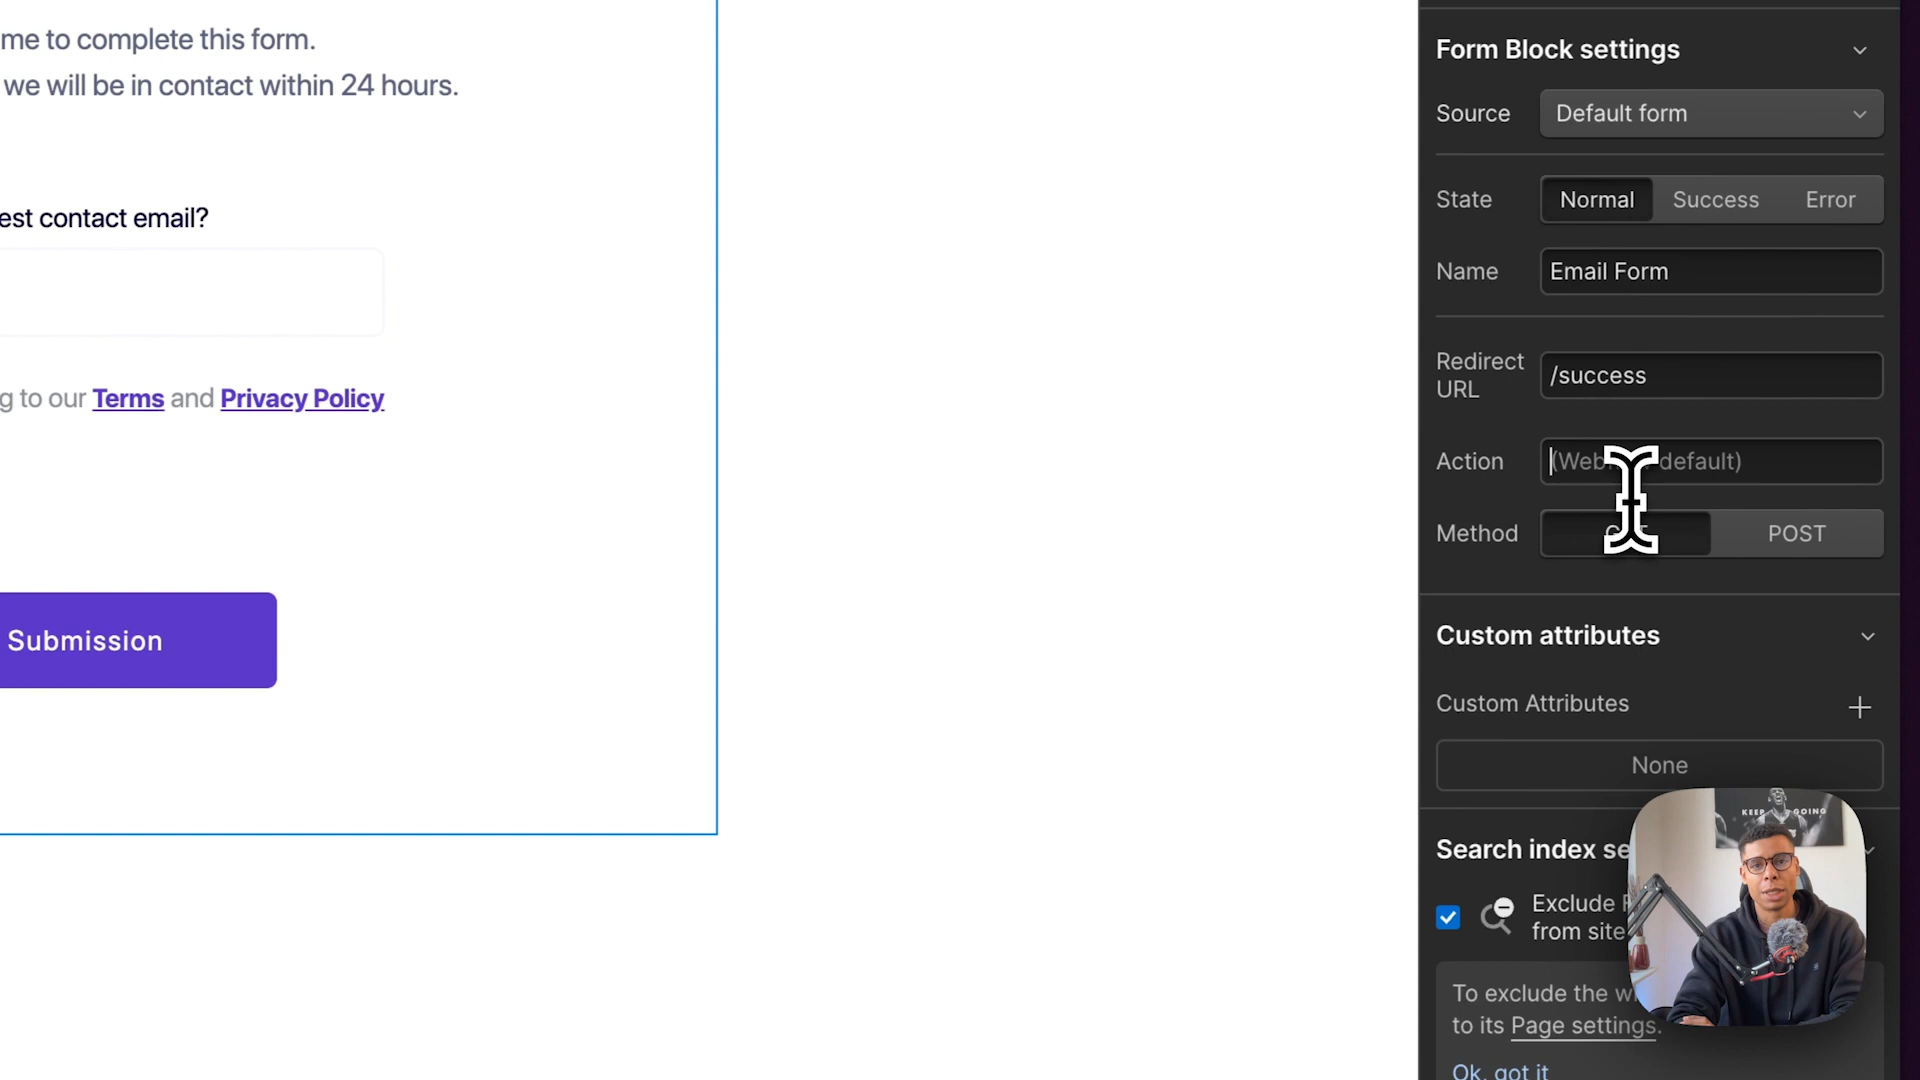 me to complete this form.
we will be in contact within 24 hours.
est contact email?
g to our Terms and Privacy Policy
Submission
Form Block settings
Source Default form
State Normal Success Error
Name Email Form
Redirect URL /success
Action default)
Method POST
Custom attributes
Custom Attributes
None
KEEP GOING
Search index se
Exclude
from site
To exclude the
to its Page settings.
Ok, got it